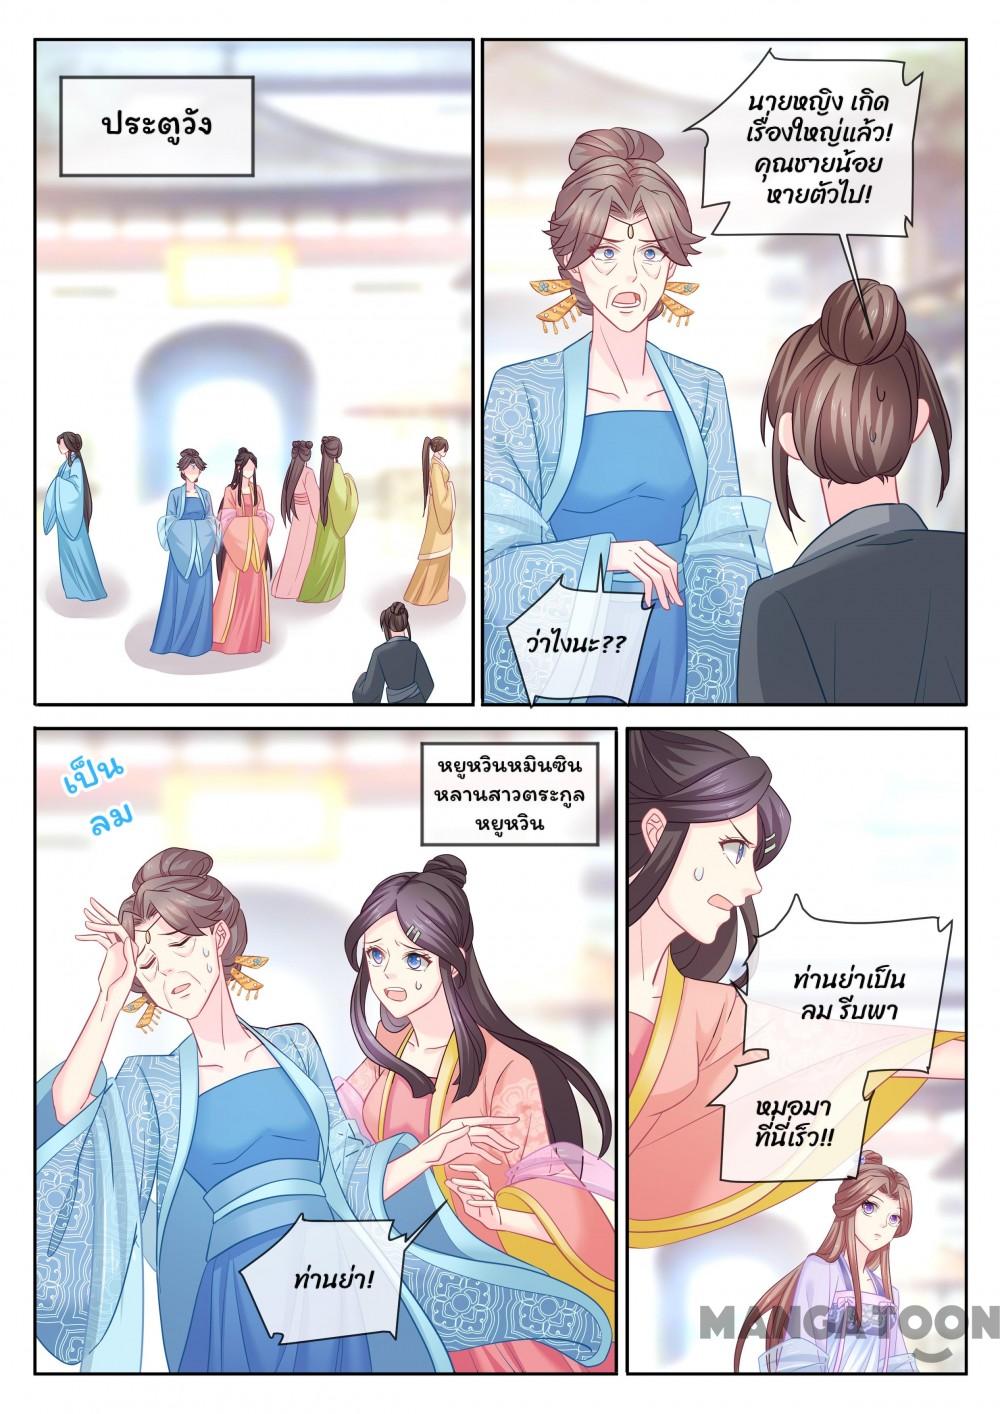 ประตูวัง
นายหญิง เกิด
เรื่องใหญ่แล้ว!
คุณชายน้อย
หายตัวไป!
ว่าไงนะ??
เป็น
ลม
หยูหวินหมินซิน
หลานสาวตระกูล
หยูหวิน
ท่านย่า!
ท่านย่าเป็น
ลม รีบพา
หมอมา
ที่นี่เร็ว!!
MANGATOON